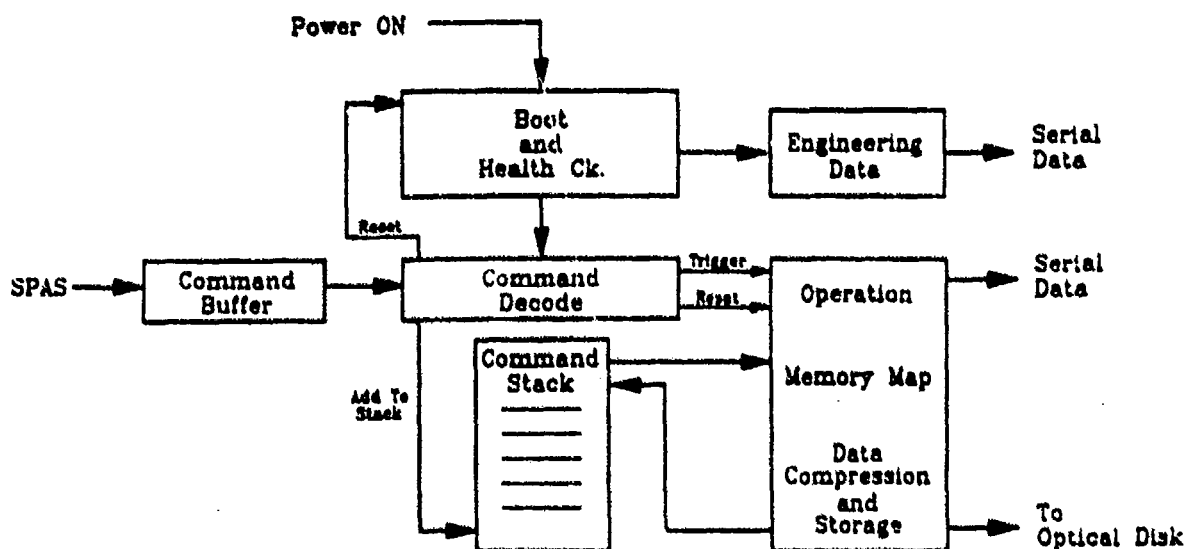 Power ON
Boot
and
Health Ck.
Engineering
Data
Serial
Data
Reset
SPAS
Command
Buffer
Command
Decode
Trigger
Reset
Operation
Serial
Data
Command
Stack
Memory Map
Add To
Stack
Data
Compression
and
Storage
To
Optical Disk